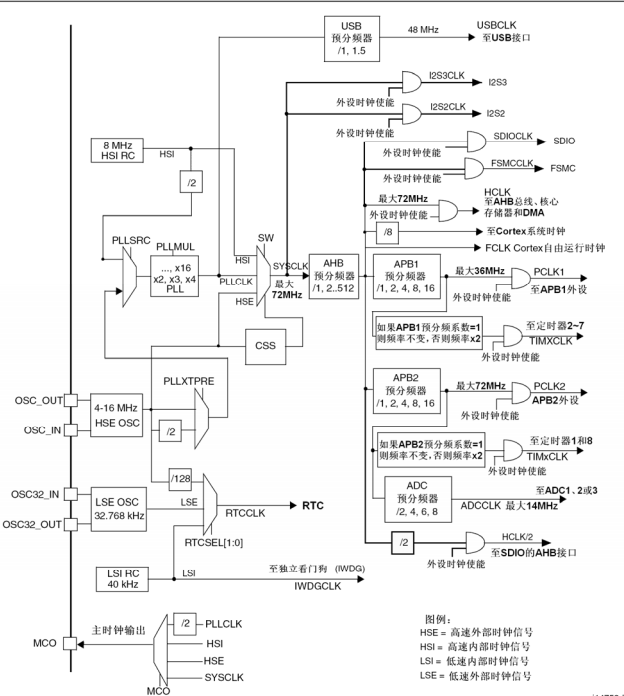 USB
预分频器
/1, 1.5
48 MHz
USBCLK
至USB接口
I2S3CLK
I2S3
外设时钟使能
I2S2CLK
I2S2
外设时钟使能
SDIOCLK
SDIO
外设时钟使能
FSMCCLK
FSMC
外设时钟使能
8 MHz
HSI RC
HSI
/2
最大72MHz
外设时钟使能
HCLK
至AHB总线、核心
存储器和DMA
/8
至Cortex系统时钟
FCLK Cortex自由运行时钟
PLLSRC
PLLMUL
..., x16
x2, x3, x4
PLL
SW
HSI
PLLCLK
HSE
SYSCLK
最大
72MHz
AHB
预分频器
/1, 2..512
APB1
预分频器
/1, 2, 4, 8, 16
最大36MHz
PCLK1
至APB1外设
外设时钟使能
CSS
如果APB1预分频系数=1
则频率不变,否则频率x2
至定时器2~7
TIMXCLK
外设时钟使能
PLLXTPRE
OSC_OUT
OSC_IN
4-16 MHz
HSE OSC
/2
APB2
预分频器
/1, 2, 4, 8, 16
最大72MHz
PCLK2
APB2外设
外设时钟使能
如果APB2预分频系数=1
则频率不变,否则频率x2
至定时器1和8
TIMxCLK
外设时钟使能
/128
OSC32_IN
OSC32_OUT
LSE OSC
32.768 kHz
LSE
RTCCLK
RTC
RTCSEL[1:0]
ADC
预分频器
/2, 4, 6, 8
至ADC1、2或3
ADCCLK 最大14MHz
/2
HCLK/2
至SDIO的AHB接口
外设时钟使能
LSI RC
40 kHz
LSI
至独立看门狗 (IWDG)
IWDGCLK
MCO
主时钟输出
/2
PLLCLK
HSI
HSE
SYSCLK
MCO
图例:
HSE = 高速外部时钟信号
HSI = 高速内部时钟信号
LSI = 低速内部时钟信号
LSE = 低速外部时钟信号